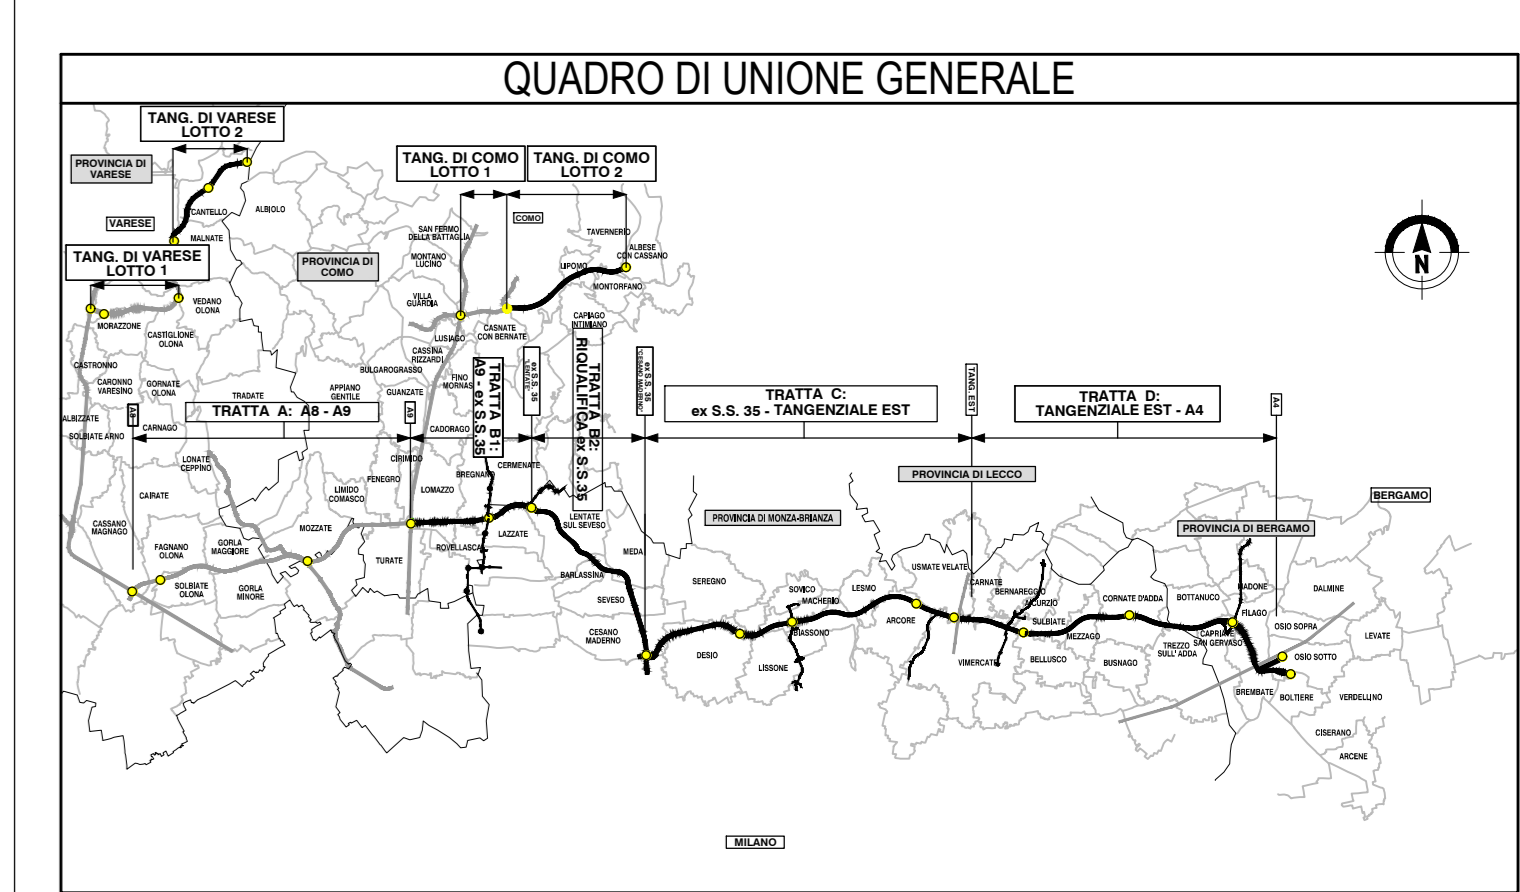 QUADRO DI UNIONE GENERALE
TANG. DI VARESE
LOTTO 2
PROVINCIA DI
VARESE
CANTELLO
ALBIOLO
VARESE
MALNATE
TANG. DI VARESE
LOTTO 1
VEDANO
OLONA
MORAZZONE
CASTIGLIONE
OLONA
PROVINCIA DI
COMO
TANG. DI COMO
LOTTO 1
TANG. DI COMO
LOTTO 2
COMO
SAN FERMO
DELLA BATTAGLIA
MONTANO
LUCINO
VILLA
GUARDIA
TAVERNERIO
ALBESE
CON CASSANO
LIPOMO
MONTORFANO
CAPIAGO
INTIMIANO
LUSIAGO
CASNATE
CON BERNATE
CASSINA
RIZZARDI
BULGAROGRASSO
FINO
MORNAS
APPIANO
GENTILE
GUANZATE
CASTRONNO
CARONNO
VARESINO
GORNATE
OLONA
TRADATE
ALBIZZATE
SOLBIATE ARNO
CARNAGO
A8
TRATTA A: A8 - A9
A9
CADORAGO
TRATTA B1:
A9 - ex S.S.35
ex S.S. 35
"LENTATE"
TRATTA B2:
RIQUALIFICA ex S.S.35
ex S.S. 35
"CESANO MADERNO"
TRATTA C:
ex S.S. 35 - TANGENZIALE EST
TANG. EST
TRATTA D:
TANGENZIALE EST - A4
A4
LONATE
CEPPINO
CIRIMIDO
FENEGRO
LIMIDO
COMASCO
LOMAZZO
BREGNANO
CERMENATE
CAIRATE
CASSANO
MAGNAGO
MOZZATE
FAGNANO
OLONA
GORLA
MAGGIORE
SOLBIATE
OLONA
GORLA
MINORE
TURATE
ROVELLASCA
LAZZATE
LENTATE
SUL SEVESO
MEDA
BARLASSINA
SEVESO
CESANO
MADERNO
PROVINCIA DI MONZA-BRIANZA
PROVINCIA DI LECCO
PROVINCIA DI BERGAMO
BERGAMO
SEREGNO
DESIO
LISSONE
SOVICO
MACHERIO
BIASSONO
LESMO
ARCORE
USMATE VELATE
CARNATE
BERNAREGGIO
AICURZIO
SULBIATE
VIMERCATE
BELLUSCO
MEZZAGO
CORNATE D'ADDA
BUSNAGO
BOTTANUCO
TREZZO
SULL' ADDA
CAPRIATE
SAN GERVASO
MADONE
FILAGO
DALMINE
OSIO SOPRA
LEVATE
OSIO SOTTO
BREMBATE
BOLTIERE
VERDELLINO
CISERANO
ARCENE
MILANO
N